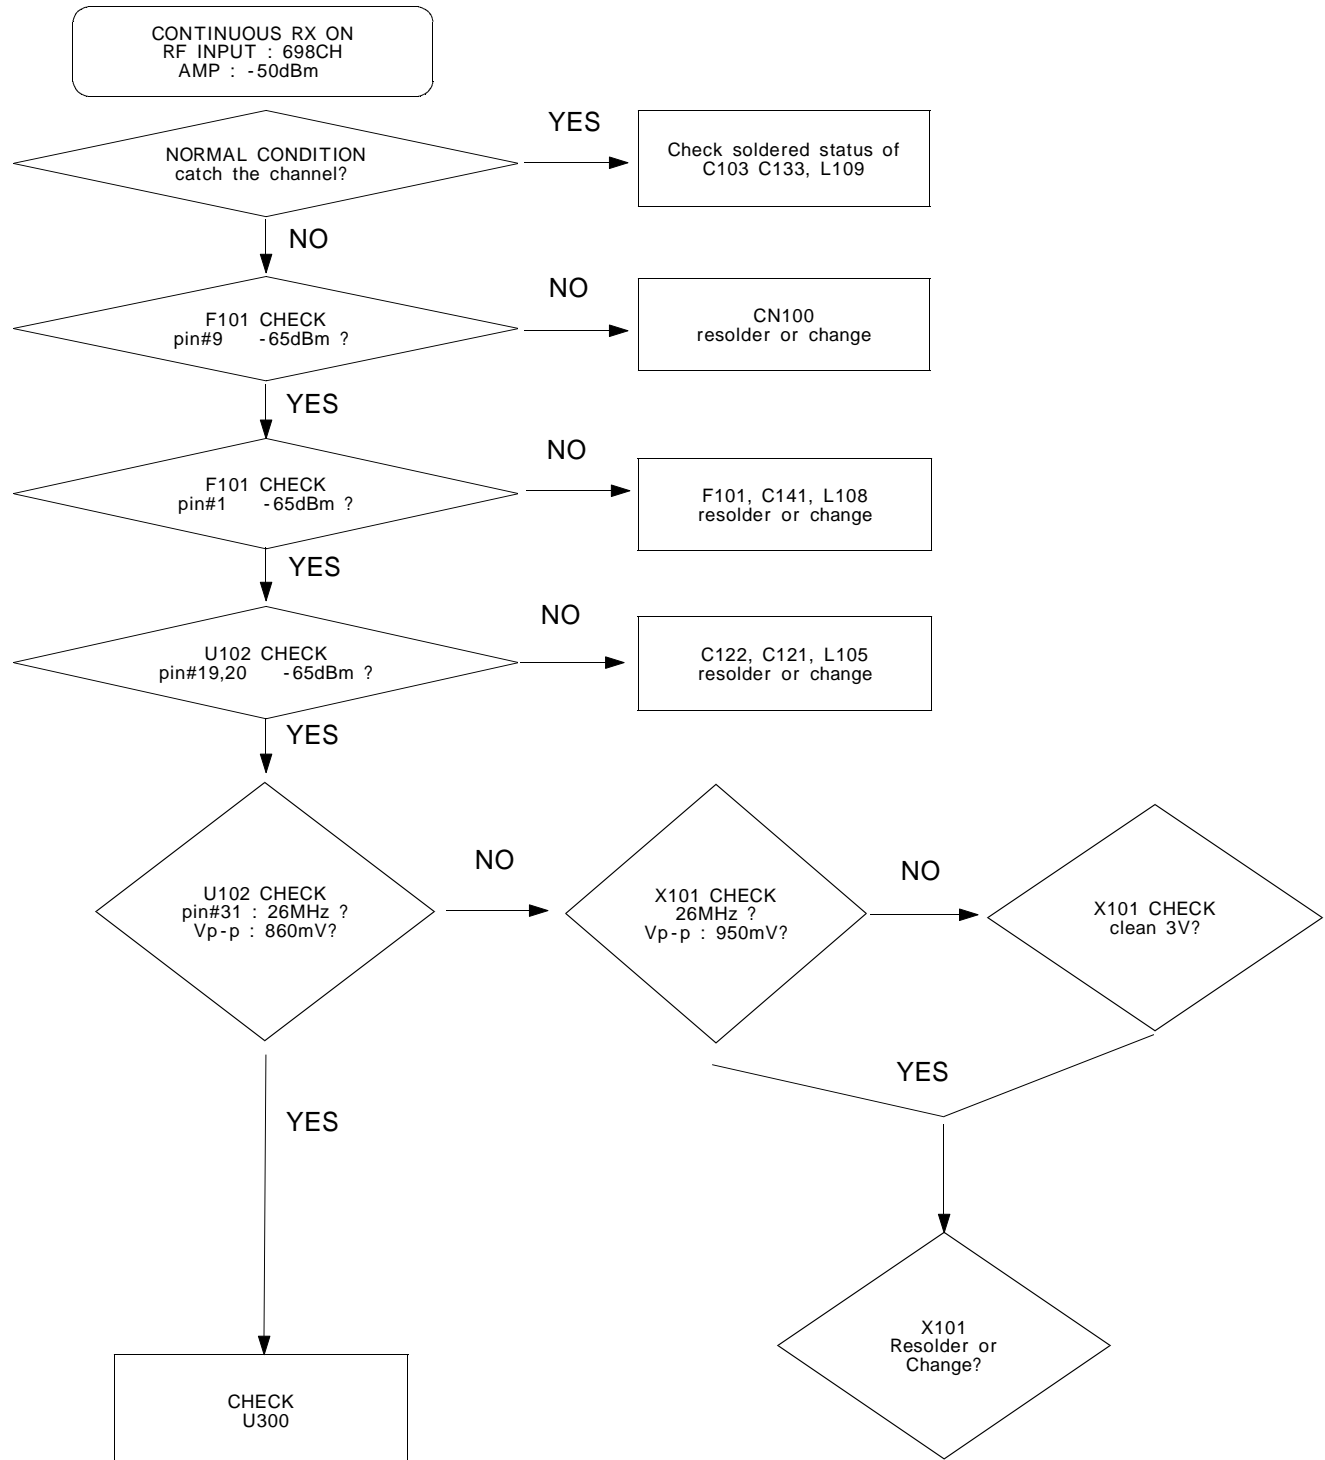 CONTINUOUS RX ON
RF INPUT : 698CH
AMP : -50dBm
NORMAL CONDITION
catch the channel?
YES
Check soldered status of
C103 C133, L109
NO
F101 CHECK
pin#9 -65dBm ?
NO
CN100
resolder or change
YES
F101 CHECK
pin#1 -65dBm ?
NO
F101, C141, L108
resolder or change
YES
U102 CHECK
pin#19,20 -65dBm ?
NO
C122, C121, L105
resolder or change
YES
U102 CHECK
pin#31 : 26MHz ?
Vp-p : 860mV?
NO
X101 CHECK
26MHz ?
Vp-p : 950mV?
NO
X101 CHECK
clean 3V?
YES
YES
X101
Resolder or
Change?
CHECK
U300